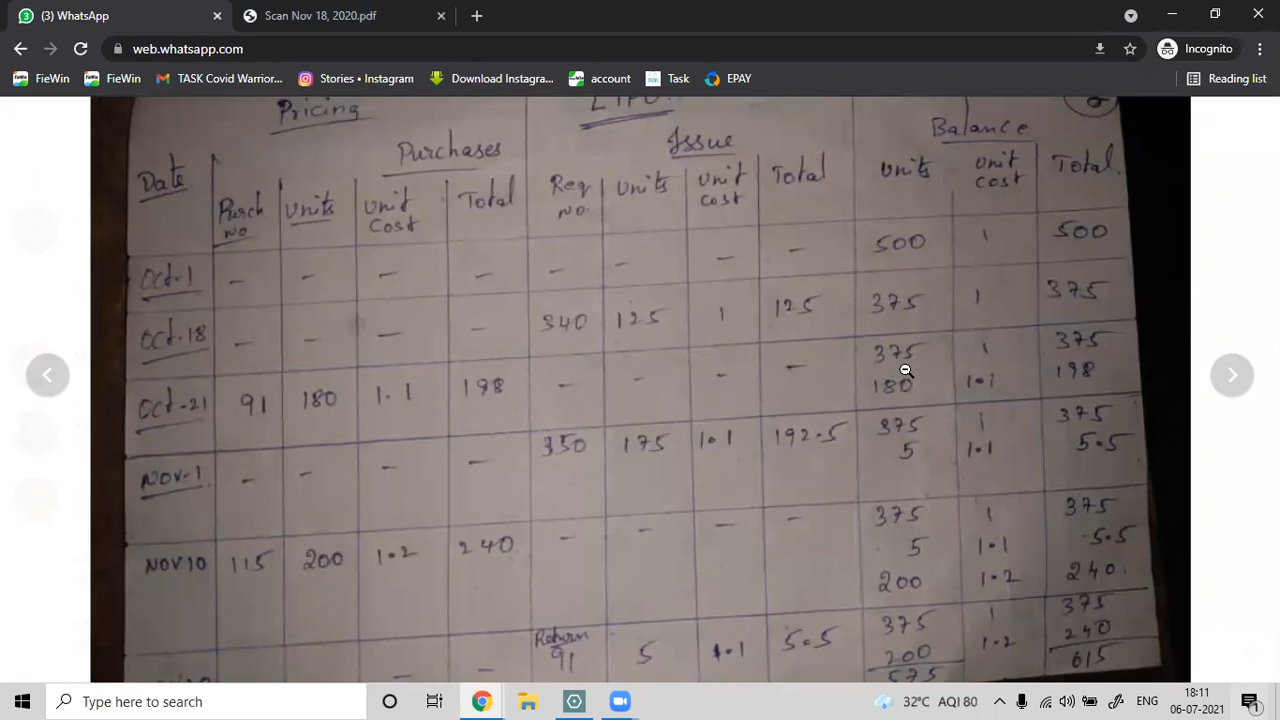 (3) WhatsApp
Scan Nov 18, 2020.pdf
web.whatsapp.com
Incognito
FieWin
FieWin
TASK Covid Warrior...
Stories • Instagram
Download Instagra...
account
Task
EPAY
Reading list
Pricing
LIFO.
Purchases
Issue
Balance
Date
Purch No
Units
Unit Cost
Total
Req No.
Units
Unit Cost
Total
Units
Unit Cost
Total
Oct-1 - - - - - - - - 500 1 500
Oct-18 - - - - 340 125 1 125 375 1 375
Oct-21 91 180 1.1 198 - - - - 375 1 375
180 1.1 198
Nov-1 - - - - 350 175 1.1 192.5 375 1 375
5 1.1 5.5
Nov 10 115 200 1.2 240 - - - - 375 1 375
5 1.1 5.5
200 1.2 240
- - Return 91 5 1.1 5.5 375 1 375
200 1.2 240
575 615
Type here to search
32°C AQI 80
ENG
18:11
06-07-2021
1